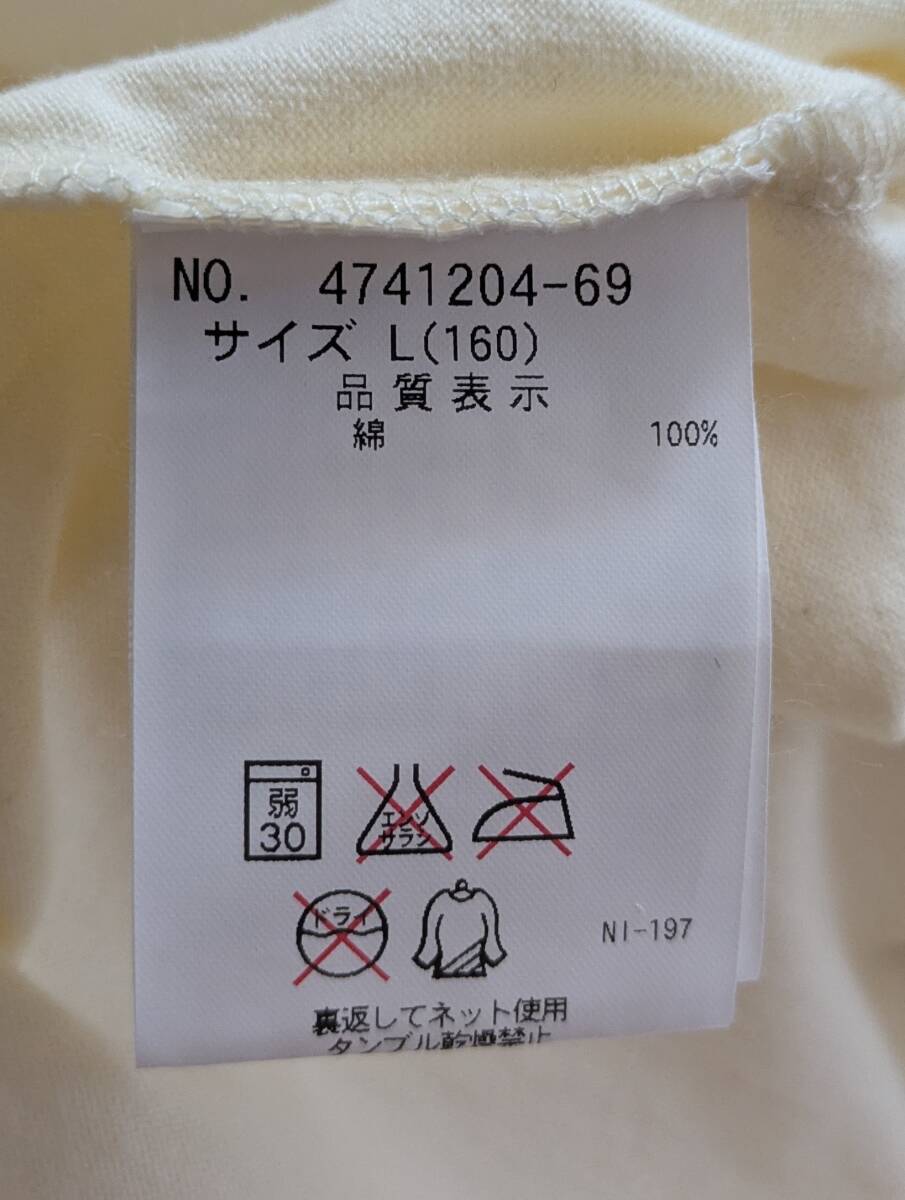 NO. 4741204-69
サイズ L(160)
品質表示
綿 100%
弱
30
エンソ
サラシ
ドライ
NI-197
裏返してネット使用
タンブル乾燥禁止